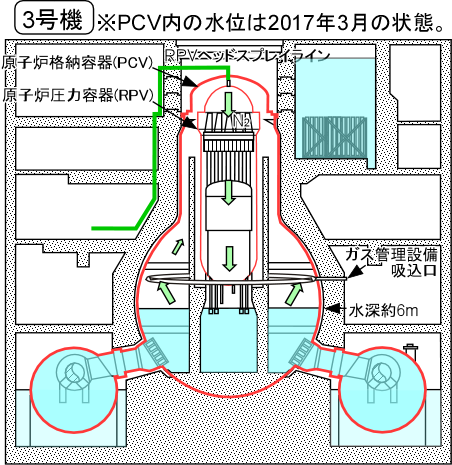 3号機 ※PCV内の水位は2017年3月の状態。
RPVヘッドスプレイライン
原子炉格納容器(PCV)
原子炉圧力容器(RPV)
N2
ガス管理設備
吸込口
水深約6m